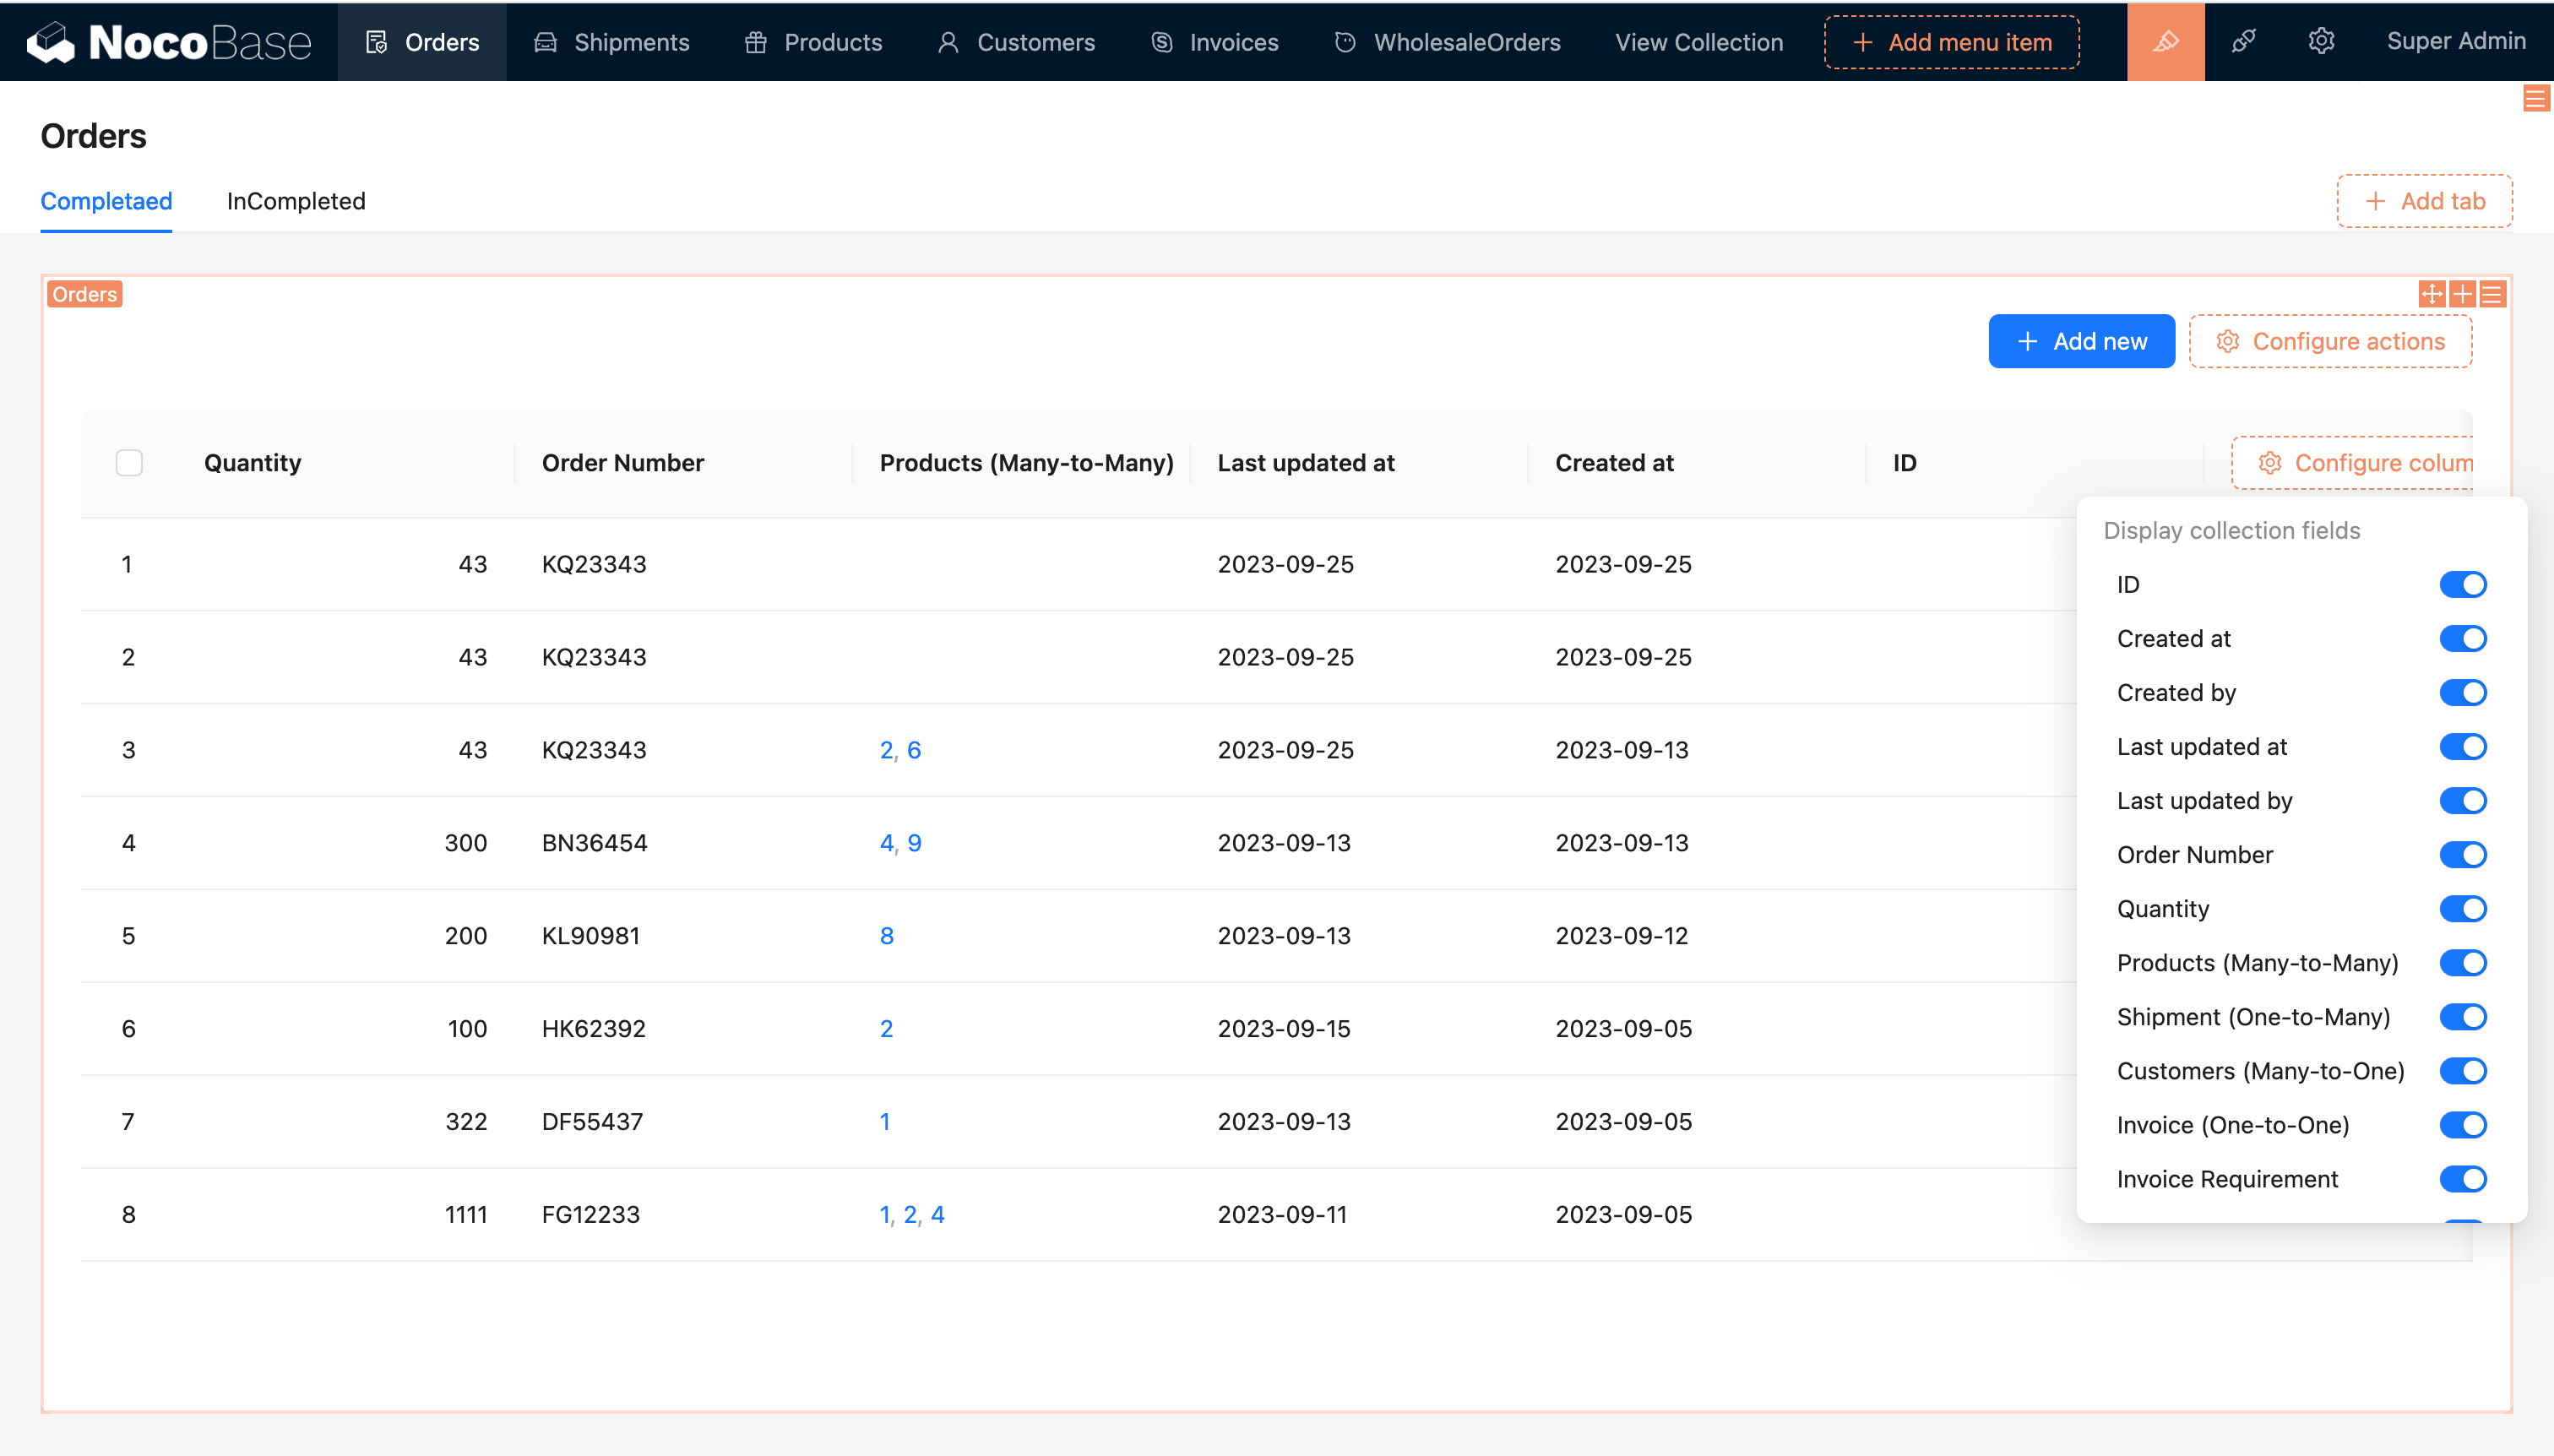 NocoBase Orders Shipments Products Customers Invoices WholesaleOrders View Collection Add menu item Super Admin
Orders
Completaed InCompleted Add tab
Orders
Add new Configure actions
Quantity Order Number Products (Many-to-Many) Last updated at Created at ID Configure colum
Display collection fields
1 43 KQ23343 2023-09-25 2023-09-25
ID
Created at
2 43 KQ23343 2023-09-25 2023-09-25
Created by
3 43 KQ23343 2, 6 2023-09-25 2023-09-13
Last updated at
Last updated by
4 300 BN36454 4, 9 2023-09-13 2023-09-13
Order Number
Quantity
5 200 KL90981 8 2023-09-13 2023-09-12
Products (Many-to-Many)
Shipment (One-to-Many)
6 100 HK62392 2 2023-09-15 2023-09-05
Customers (Many-to-One)
7 322 DF55437 1 2023-09-13 2023-09-05
Invoice (One-to-One)
Invoice Requirement
8 1111 FG12233 1, 2, 4 2023-09-11 2023-09-05